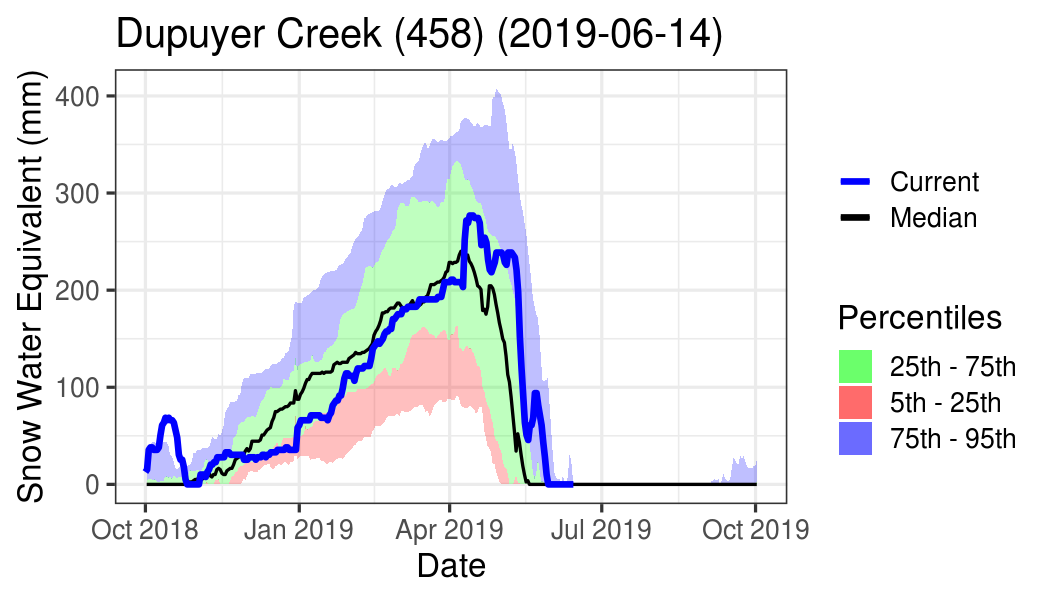 Dupuyer Creek (458) (2019-06-14)
Snow Water Equivalent (mm)
400
300
200
100
0
Oct 2018
Jan 2019
Apr 2019
Jul 2019
Oct 2019
Date
Current
Median
Percentiles
25th - 75th
5th - 25th
75th - 95th